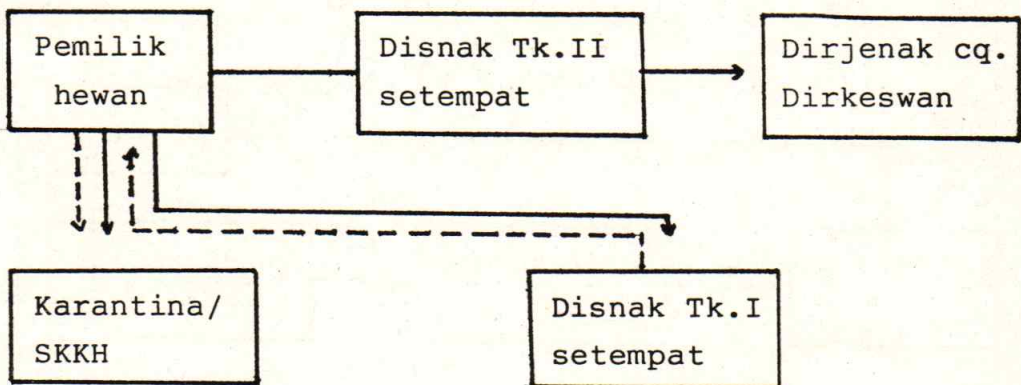 Pemilik
hewan
Disnak Tk.II
setempat
Dirjenak cq.
Dirkeswan
Karantina/
SKKH
Disnak Tk.I
setempat